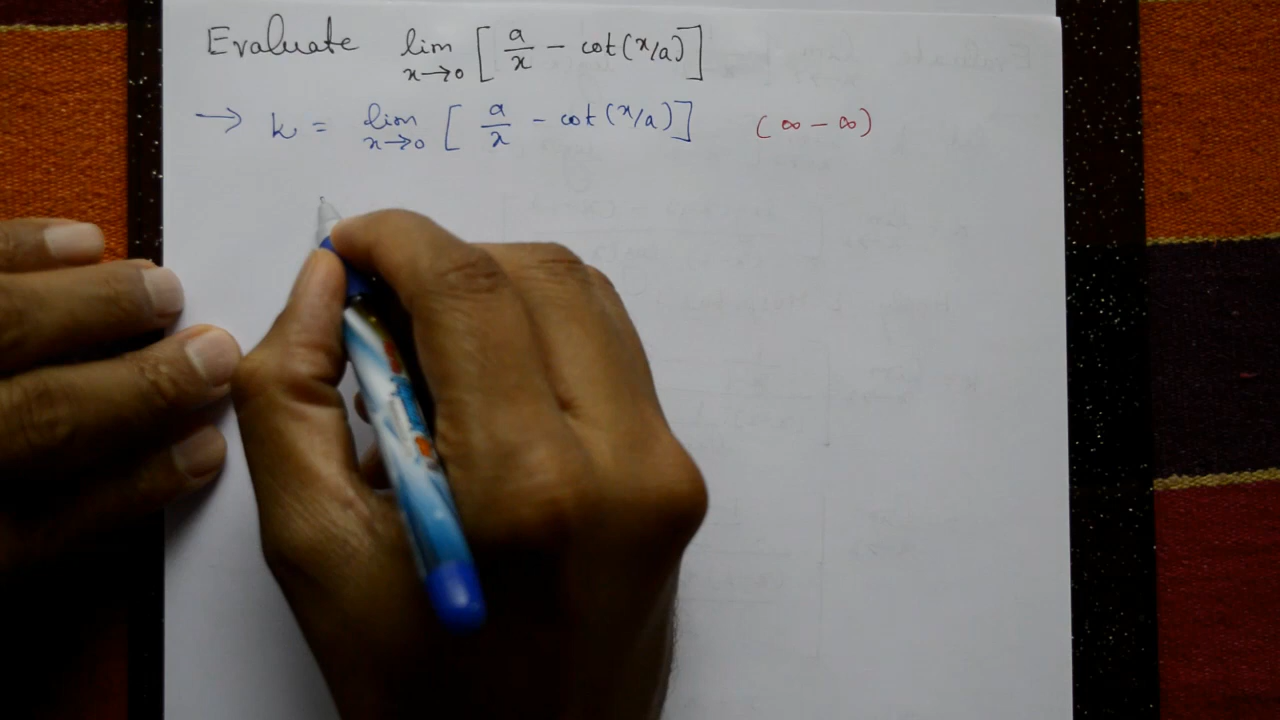 Evaluate lim x→0 [ a/x - cot(x/a) ]
→ k = lim x→0 [ a/x - cot(x/a) ] (∞ - ∞)